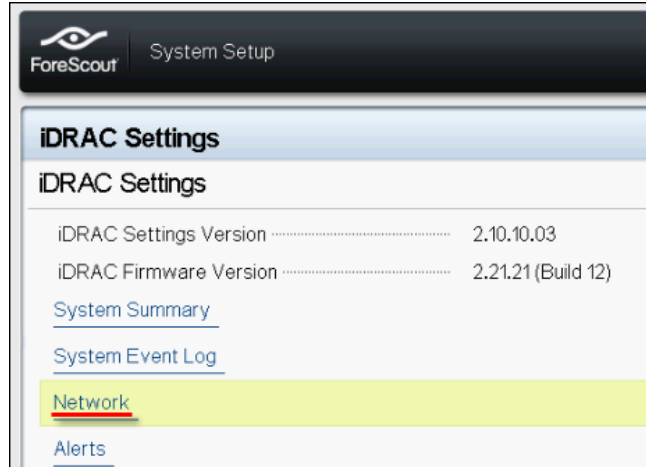 ForeScout
System Setup
iDRAC Settings
iDRAC Settings
iDRAC Settings Version 2.10.10.03
iDRAC Firmware Version 2.21.21 (Build 12)
System Summary
System Event Log
Network
Alerts